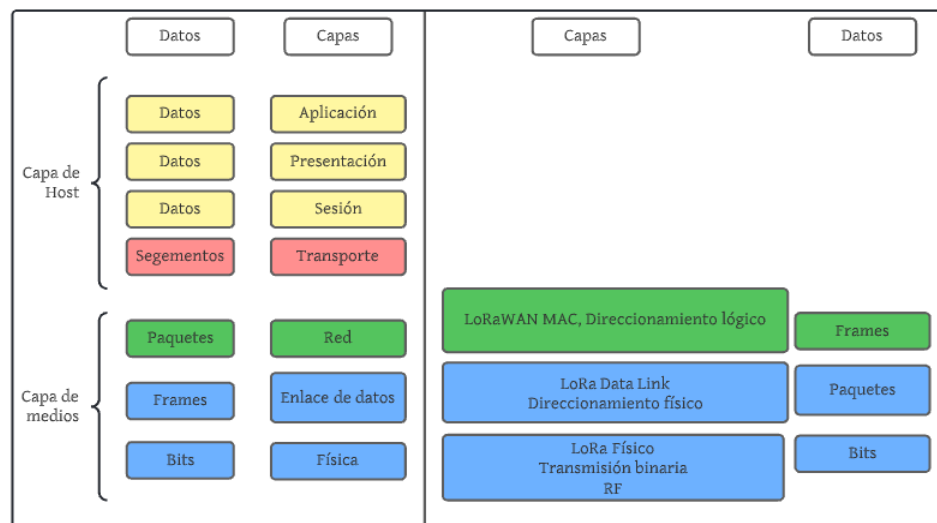 Datos
Capas
Capas
Datos
Capa de
Host
Datos
Aplicación
Datos
Presentación
Datos
Sesión
Segementos
Transporte
Capa de
medios
Paquetes
Red
Frames
Enlace de datos
Bits
Física
LoRaWAN MAC, Direccionamiento lógico
Frames
LoRa Data Link
Direccionamiento físico
Paquetes
LoRa Físico
Transmisión binaria
RF
Bits